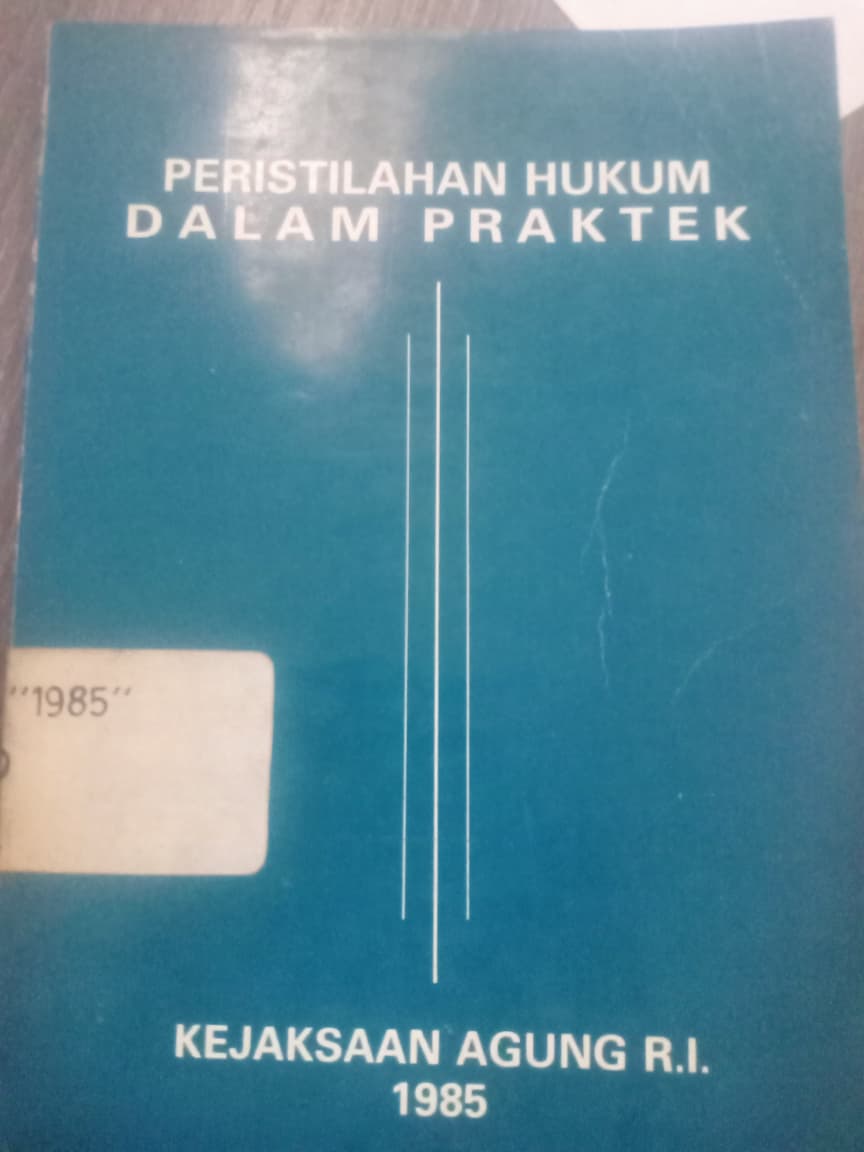 PERISTILAHAN HUKUM
DALAM PRAKTEK
"1985"
KEJAKSAAN AGUNG R.I.
1985